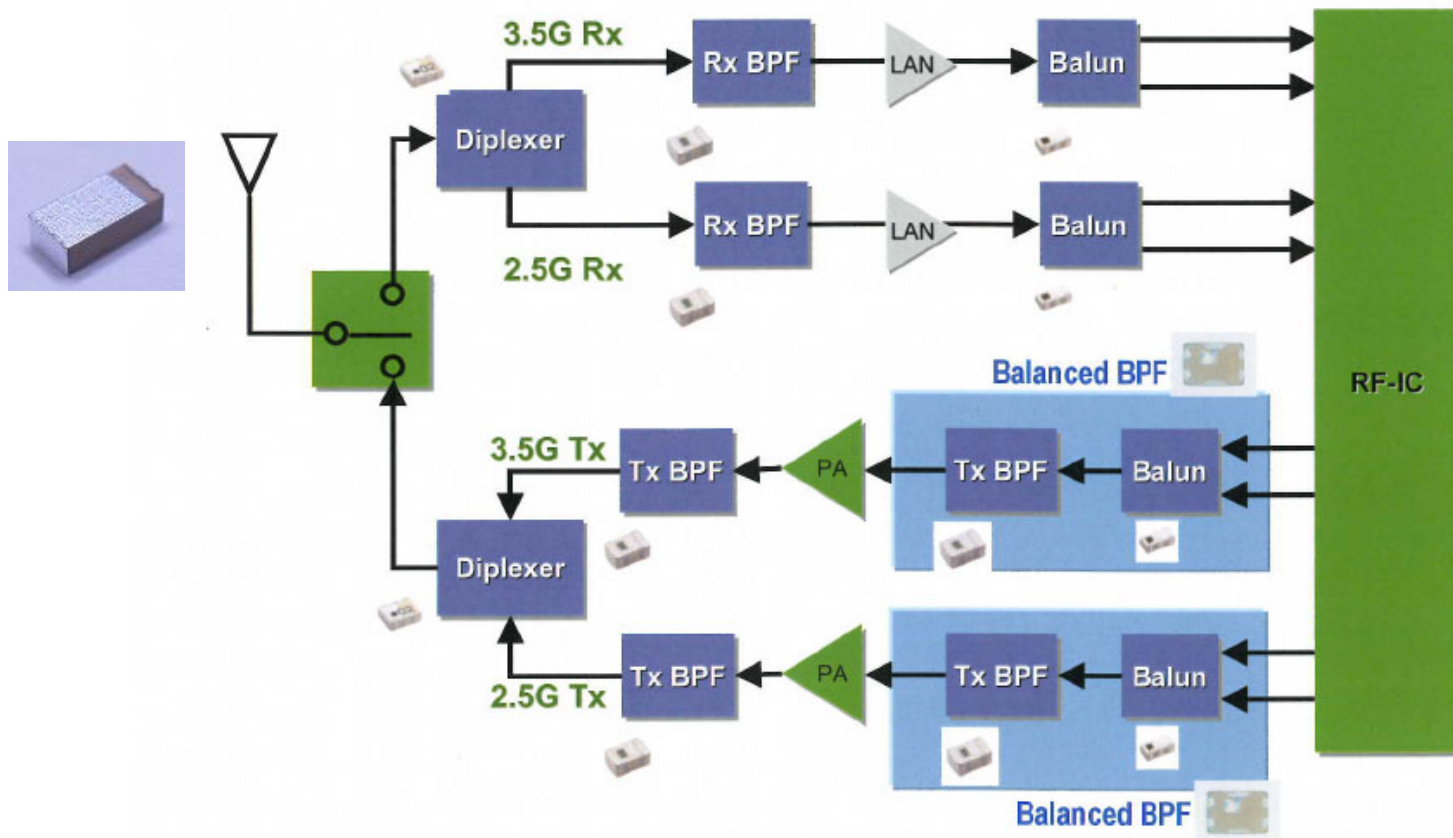 3.5G Rx
Rx BPF
LAN
Balun
Diplexer
Rx BPF
LAN
Balun
2.5G Rx
Balanced BPF
RF-IC
3.5G Tx
Tx BPF
PA
Tx BPF
Balun
Diplexer
Tx BPF
PA
Tx BPF
Balun
2.5G Tx
Balanced BPF